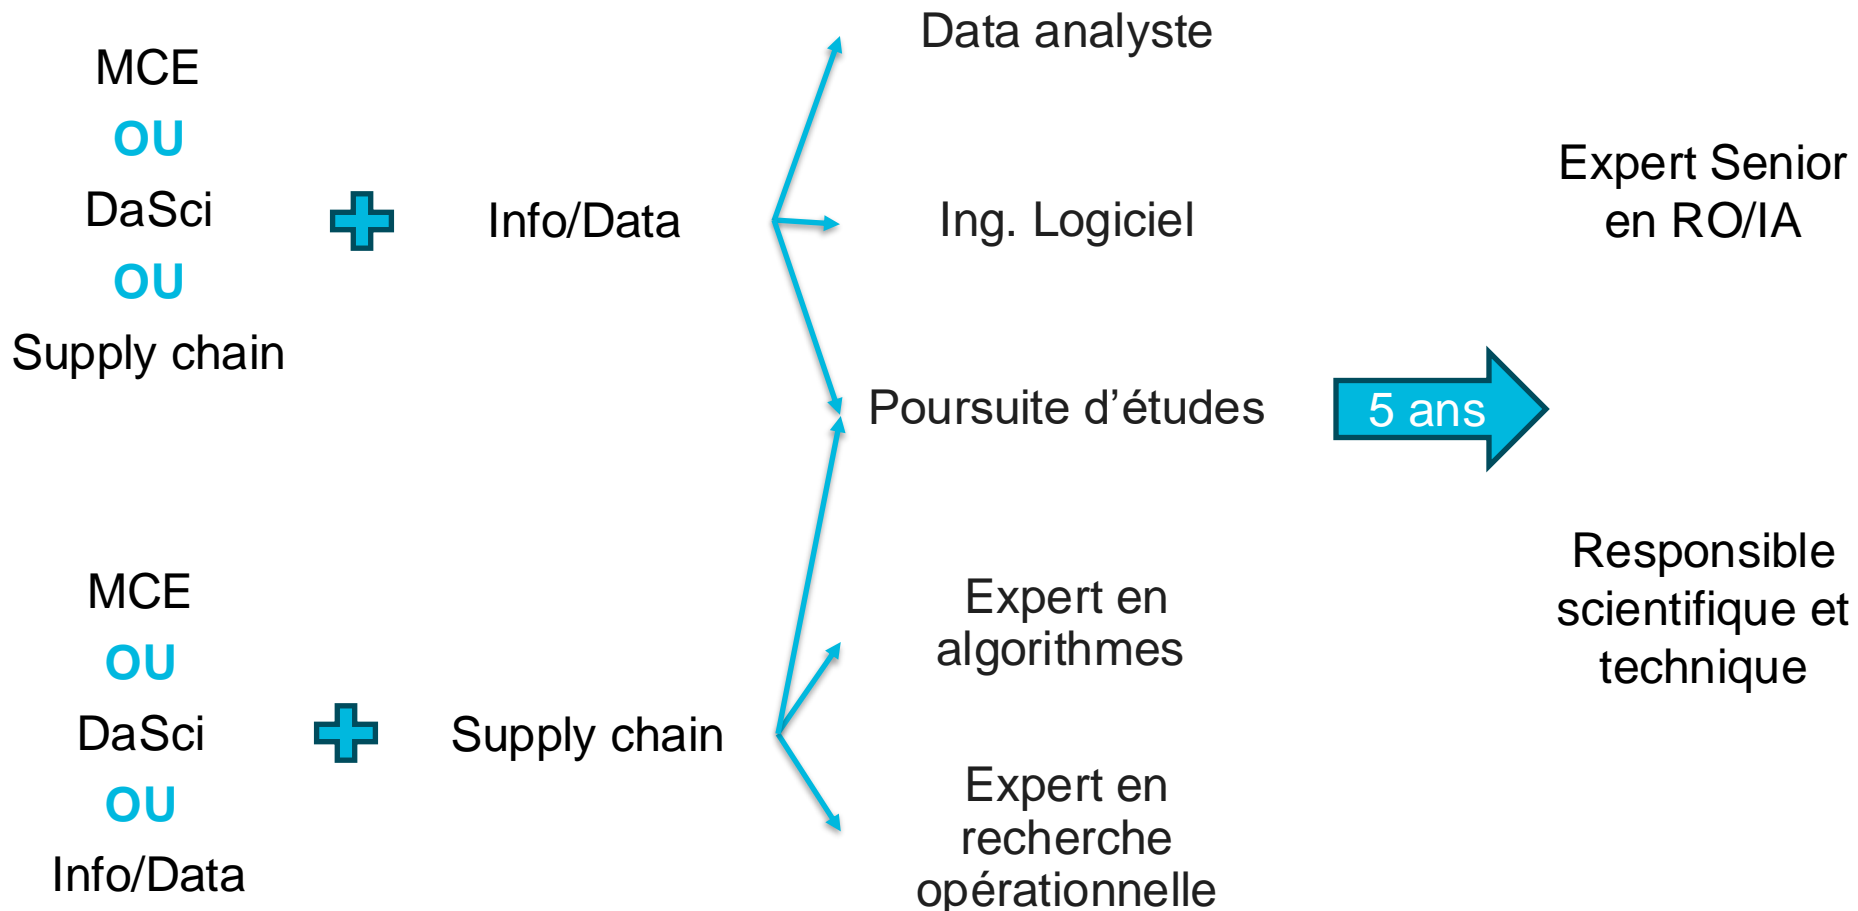 MCE
OU
DaSci
OU
Supply chain
Info/Data
Data analyste
Ing. Logiciel
Poursuite d’études
5 ans
Expert Senior
en RO/IA
Responsible
scientifique et
technique
MCE
OU
DaSci
OU
Info/Data
Supply chain
Expert en
algorithmes
Expert en
recherche
opérationnelle